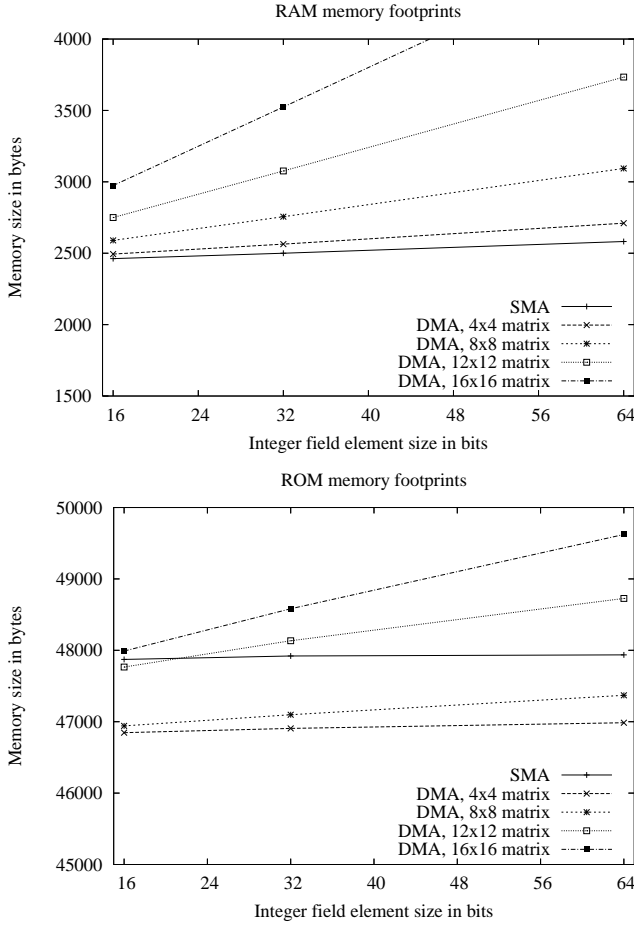 RAM memory footprints
4000
3500
3000
2500
2000
1500
Memory size in bytes
SMA
DMA, 4x4 matrix
DMA, 8x8 matrix
DMA, 12x12 matrix
DMA, 16x16 matrix
16 24 32 40 48 56 64
Integer field element size in bits
ROM memory footprints
50000
49000
48000
47000
46000
45000
Memory size in bytes
SMA
DMA, 4x4 matrix
DMA, 8x8 matrix
DMA, 12x12 matrix
DMA, 16x16 matrix
16 24 32 40 48 56 64
Integer field element size in bits